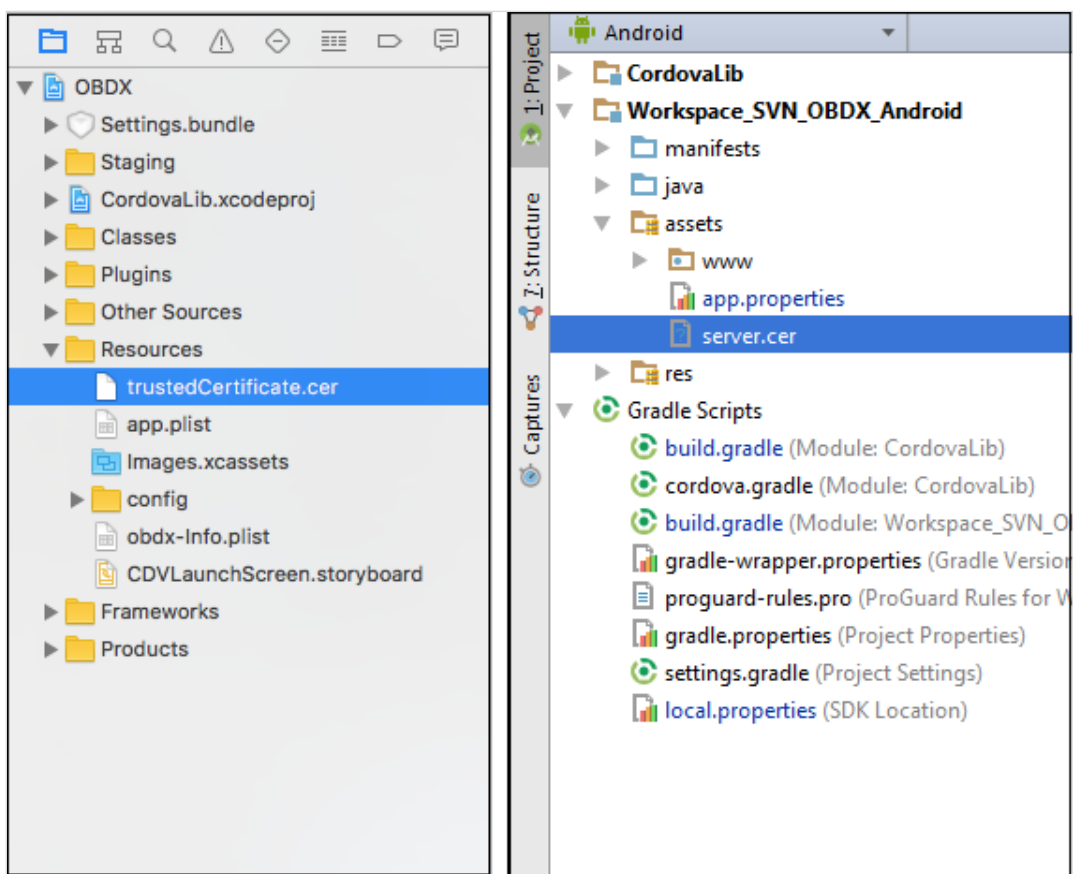 OBDX
Settings.bundle
Staging
CordovaLib.xcodeproj
Classes
Plugins
Other Sources
Resources
trustedCertificate.cer
app.plist
Images.xcassets
config
obdx-Info.plist
CDVLaunchScreen.storyboard
Frameworks
Products
1: Project
7: Structure
Captures
Android
CordovaLib
Workspace_SVN_OBDX_Android
manifests
java
assets
www
app.properties
server.cer
res
Gradle Scripts
build.gradle (Module: CordovaLib)
cordova.gradle (Module: CordovaLib)
build.gradle (Module: Workspace_SVN_O
gradle-wrapper.properties (Gradle Version
proguard-rules.pro (ProGuard Rules for W
gradle.properties (Project Properties)
settings.gradle (Project Settings)
local.properties (SDK Location)